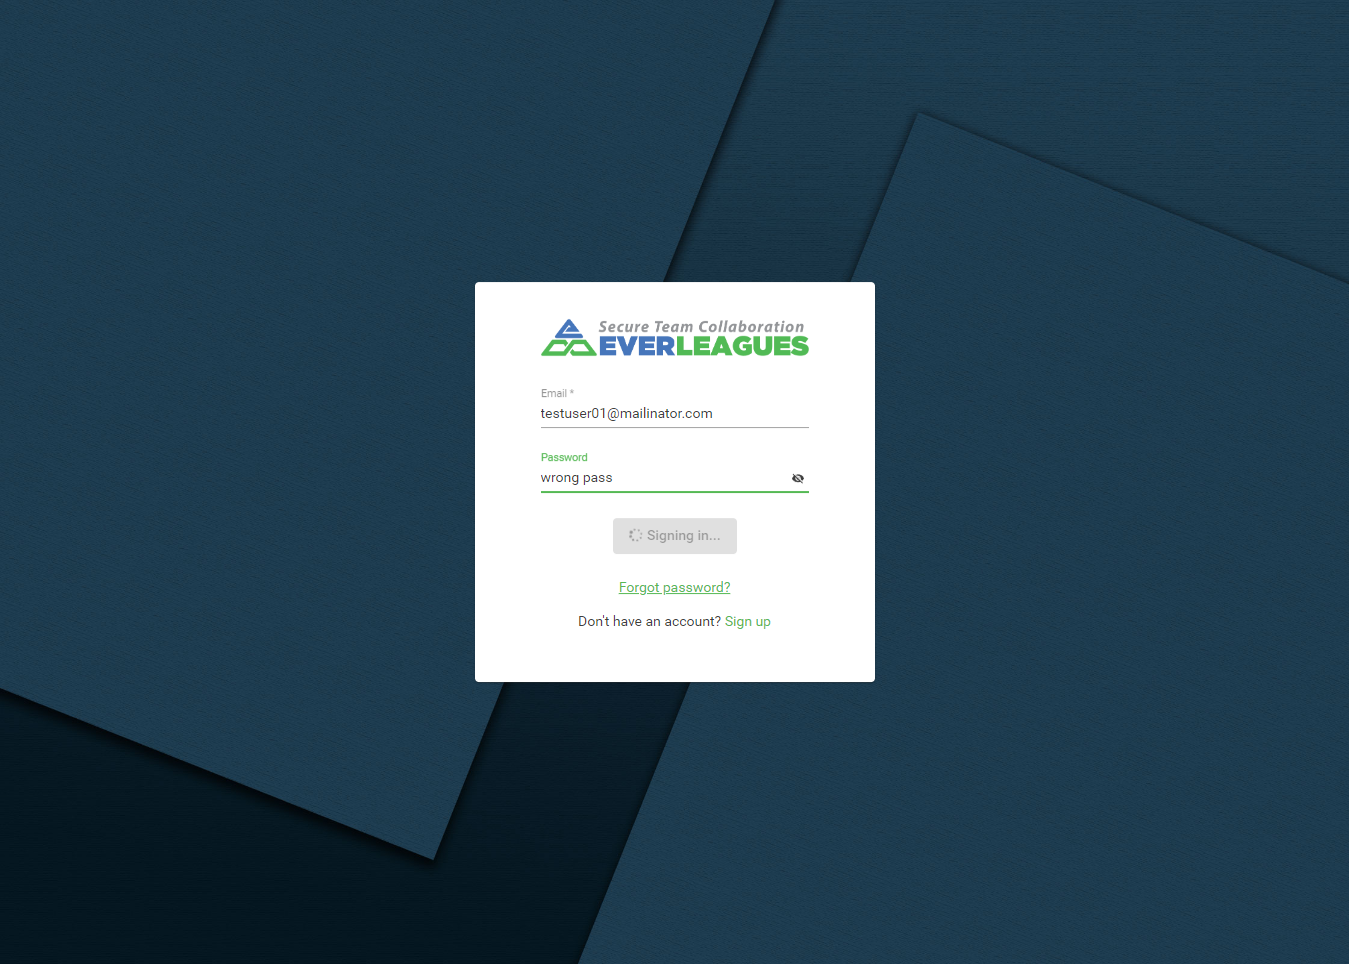 Secure Team Collaboration
EVERLEAGUES
Email *
testuser01@mailinator.com
Password
wrong pass
Signing in...
Forgot password?
Don't have an account? Sign up